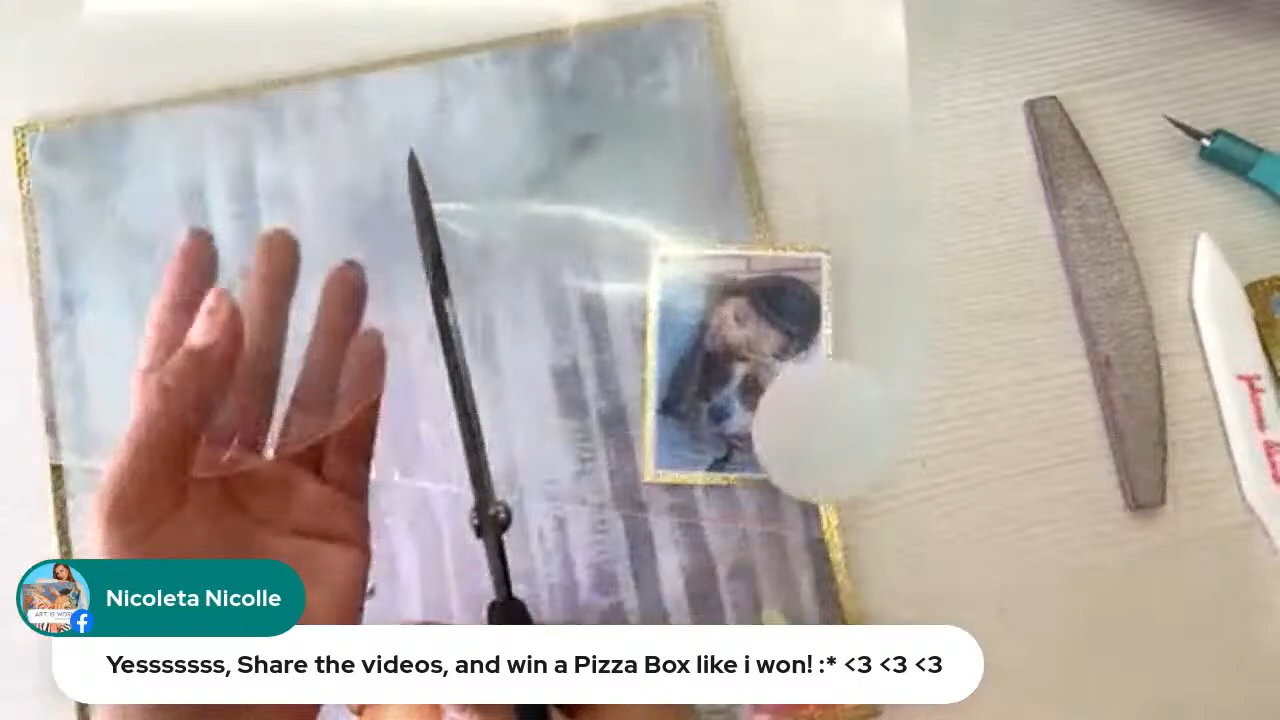 Nicoleta Nicolle
Yesssssss, Share the videos, and win a Pizza Box like i won! :* <3 <3 <3